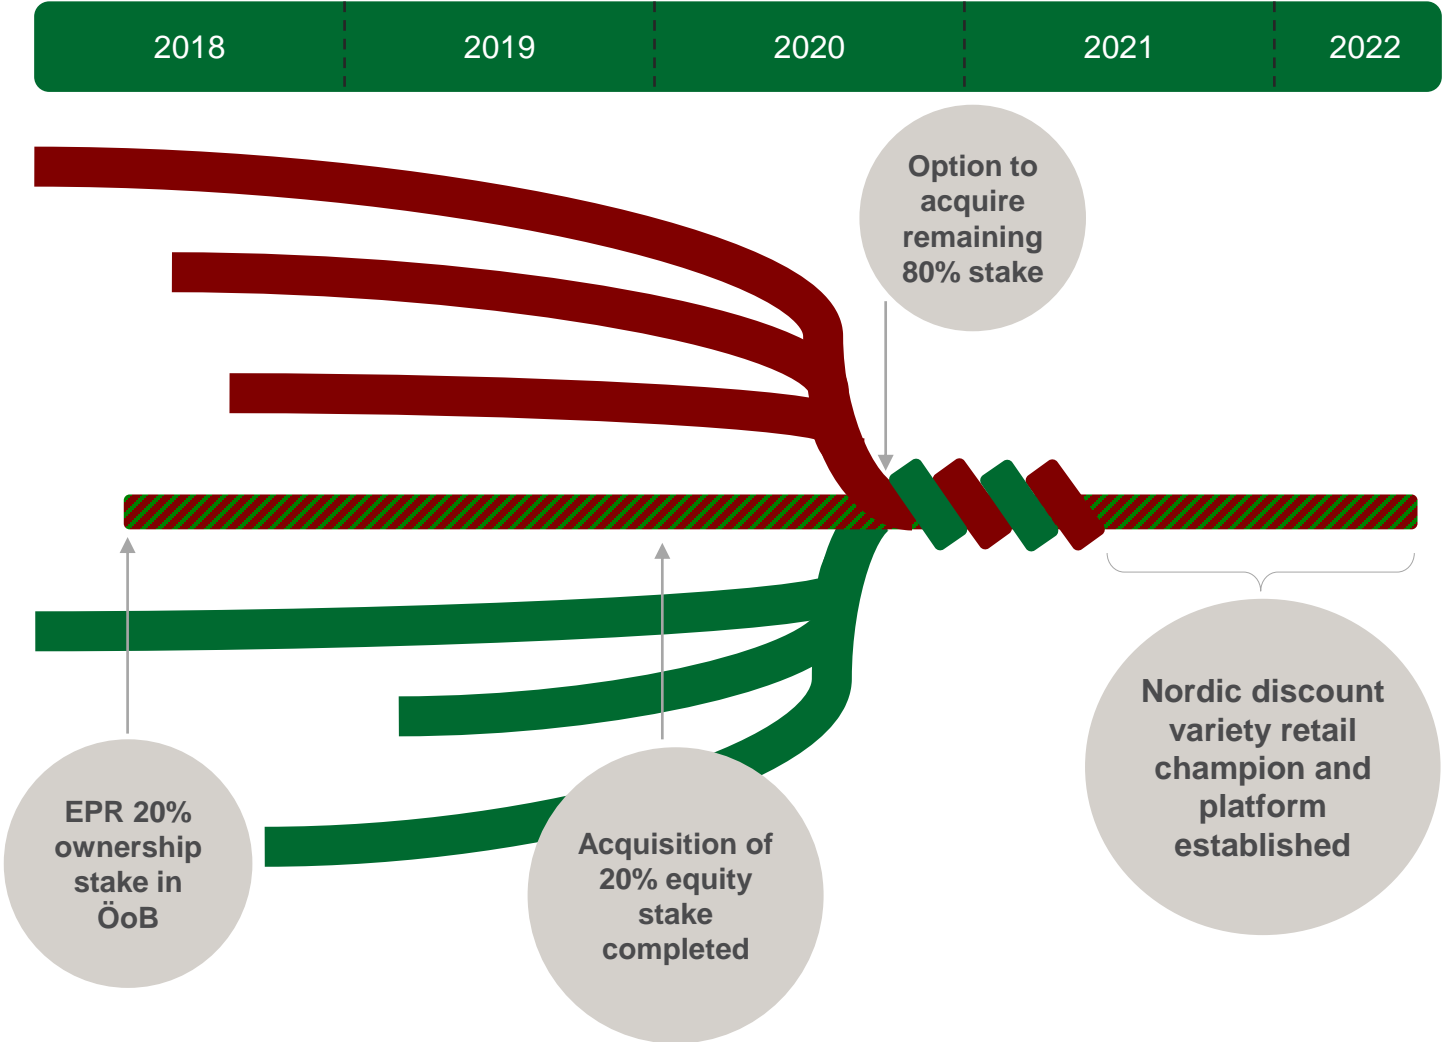 2018 2019 2020 2021 2022
Option to
acquire
remaining
80% stake
EPR 20%
ownership
stake in
ÖoB
Acquisition of
20% equity
stake
completed
Nordic discount
variety retail
champion and
platform
established